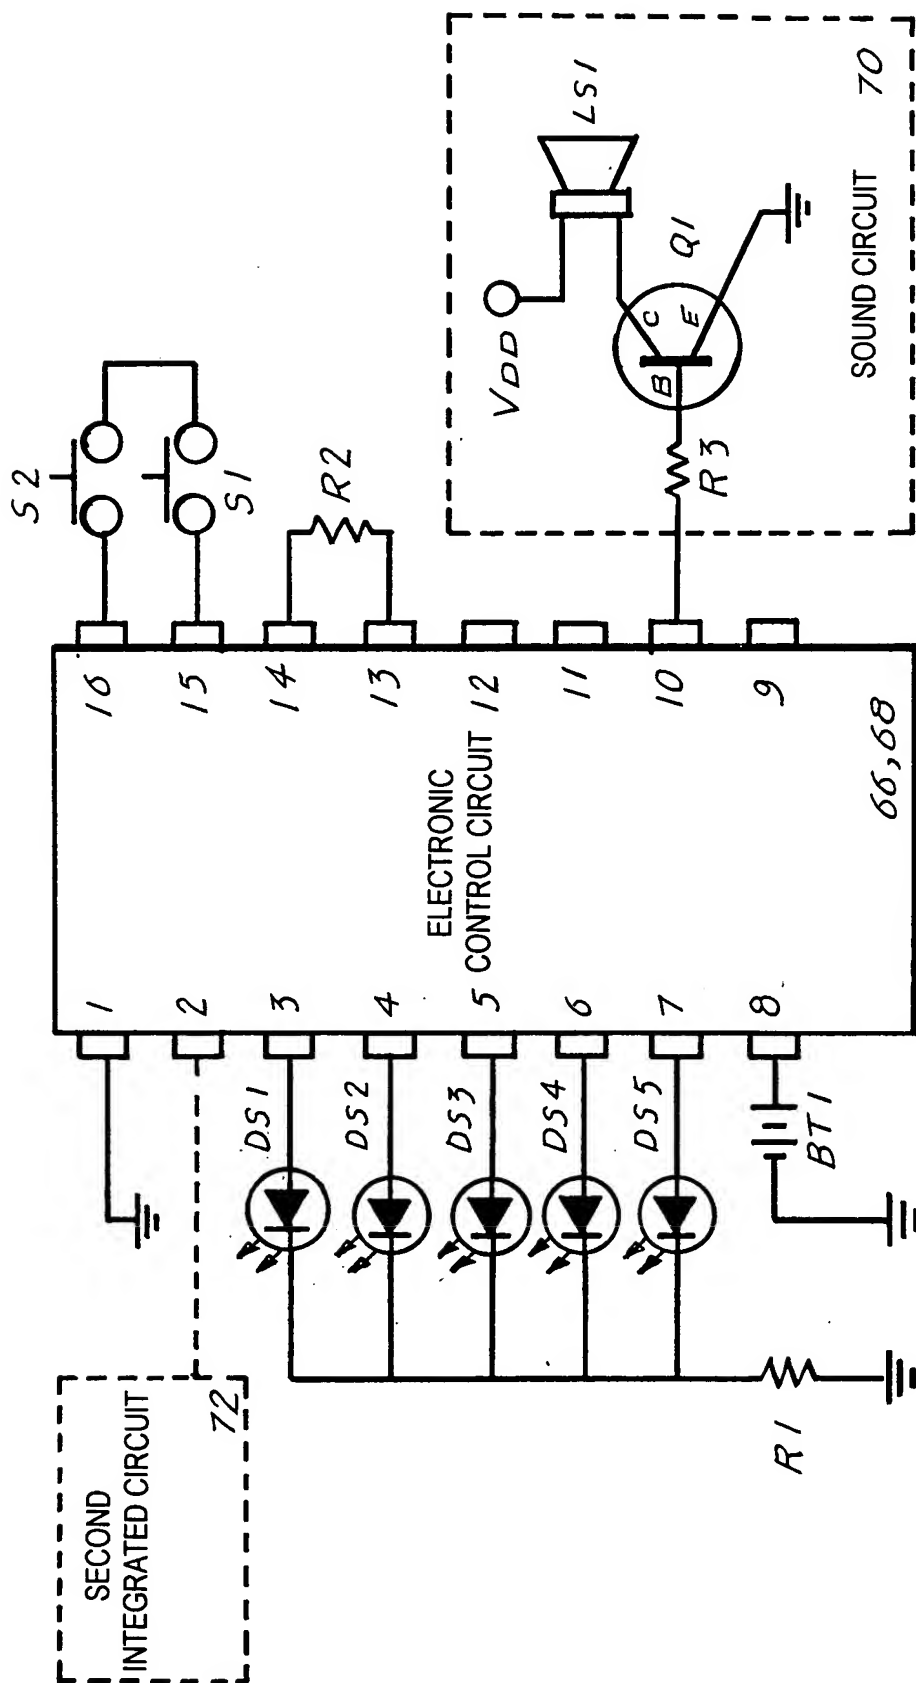 SECOND
INTEGRATED CIRCUIT
72
1
2
3
4
5
6
7
8
DS1
DS2
DS3
DS4
DS5
BT1
R1
ELECTRONIC
CONTROL CIRCUIT
66,68
16
15
14
13
12
11
10
9
S2
S1
R2
R3
VDD
LS1
Q1
B
C
E
SOUND CIRCUIT
70